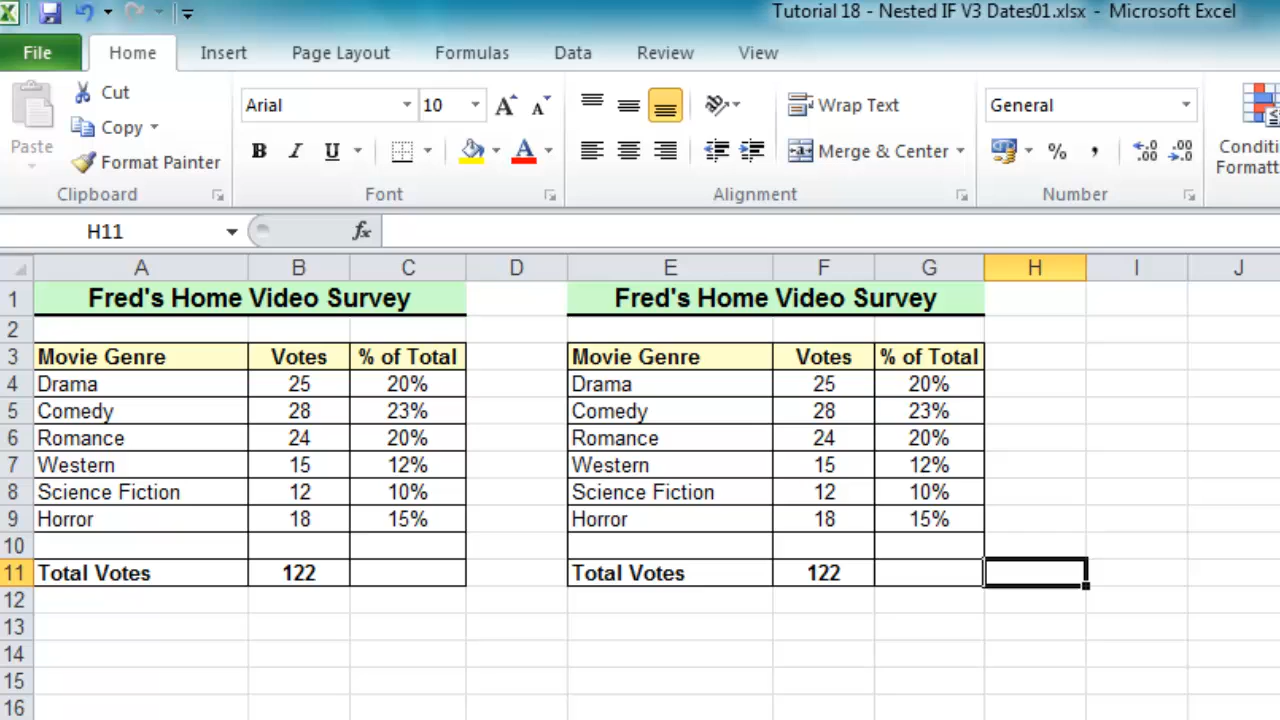 Tutorial 18 - Nested IF V3 Dates01.xlsx - Microsoft Excel
File Home Insert Page Layout Formulas Data Review View
Cut
Copy
Format Painter
Paste
Clipboard
Arial 10
B I U A
Font
Wrap Text
Merge & Center
Alignment
General
% , .00 .0 .00 .0
Number
Conditi
Formatt
H11 fx
A B C D E F G H I J
1 Fred's Home Video Survey Fred's Home Video Survey
2
3 Movie Genre Votes % of Total Movie Genre Votes % of Total
4 Drama 25 20% Drama 25 20%
5 Comedy 28 23% Comedy 28 23%
6 Romance 24 20% Romance 24 20%
7 Western 15 12% Western 15 12%
8 Science Fiction 12 10% Science Fiction 12 10%
9 Horror 18 15% Horror 18 15%
10
11 Total Votes 122 Total Votes 122
12
13
14
15
16